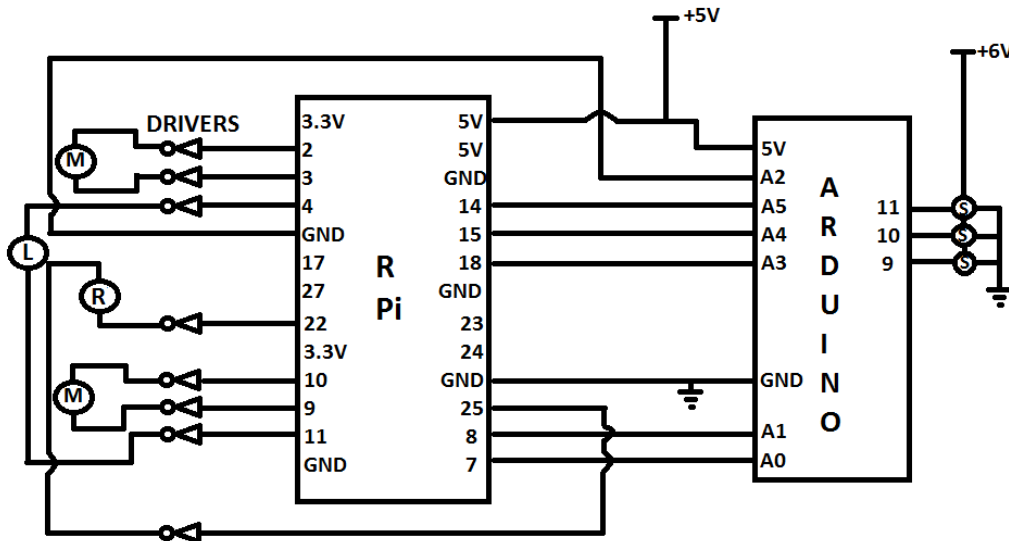 +5V
+6V
DRIVERS
M
L
R
M
3.3V
2
3
4
GND
17
27
22
3.3V
10
9
11
GND
R
Pi
5V
5V
GND
14
15
18
GND
23
24
GND
25
8
7
5V
A2
A5
A4
A3
GND
A1
A0
A
R
D
U
I
N
O
11
10
9
S
S
S